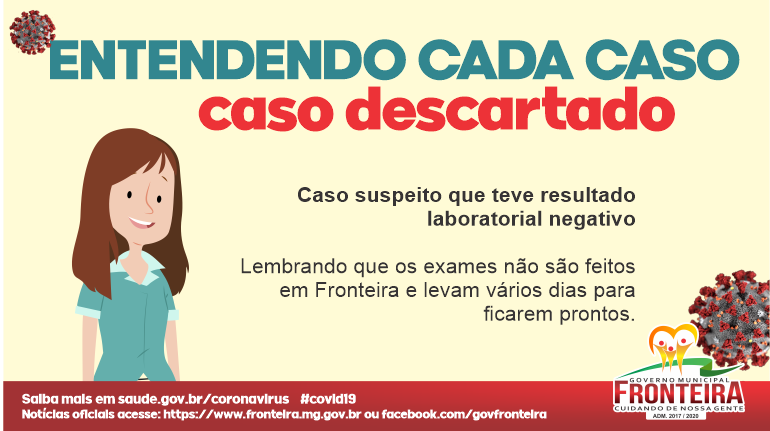 ENTENDENDO CADA CASO
caso descartado
Caso suspeito que teve resultado
laboratorial negativo
Lembrando que os exames não são feitos
em Fronteira e levam vários dias para
ficarem prontos.
GOVERNO MUNICIPAL
FRONTEIRA
CUIDANDO DE NOSSA GENTE
ADM. 2017 / 2020
Saiba mais em saude.gov.br/coronavirus #covid19
Notícias oficiais acesse: https://www.fronteira.mg.gov.br ou facebook.com/govfronteira